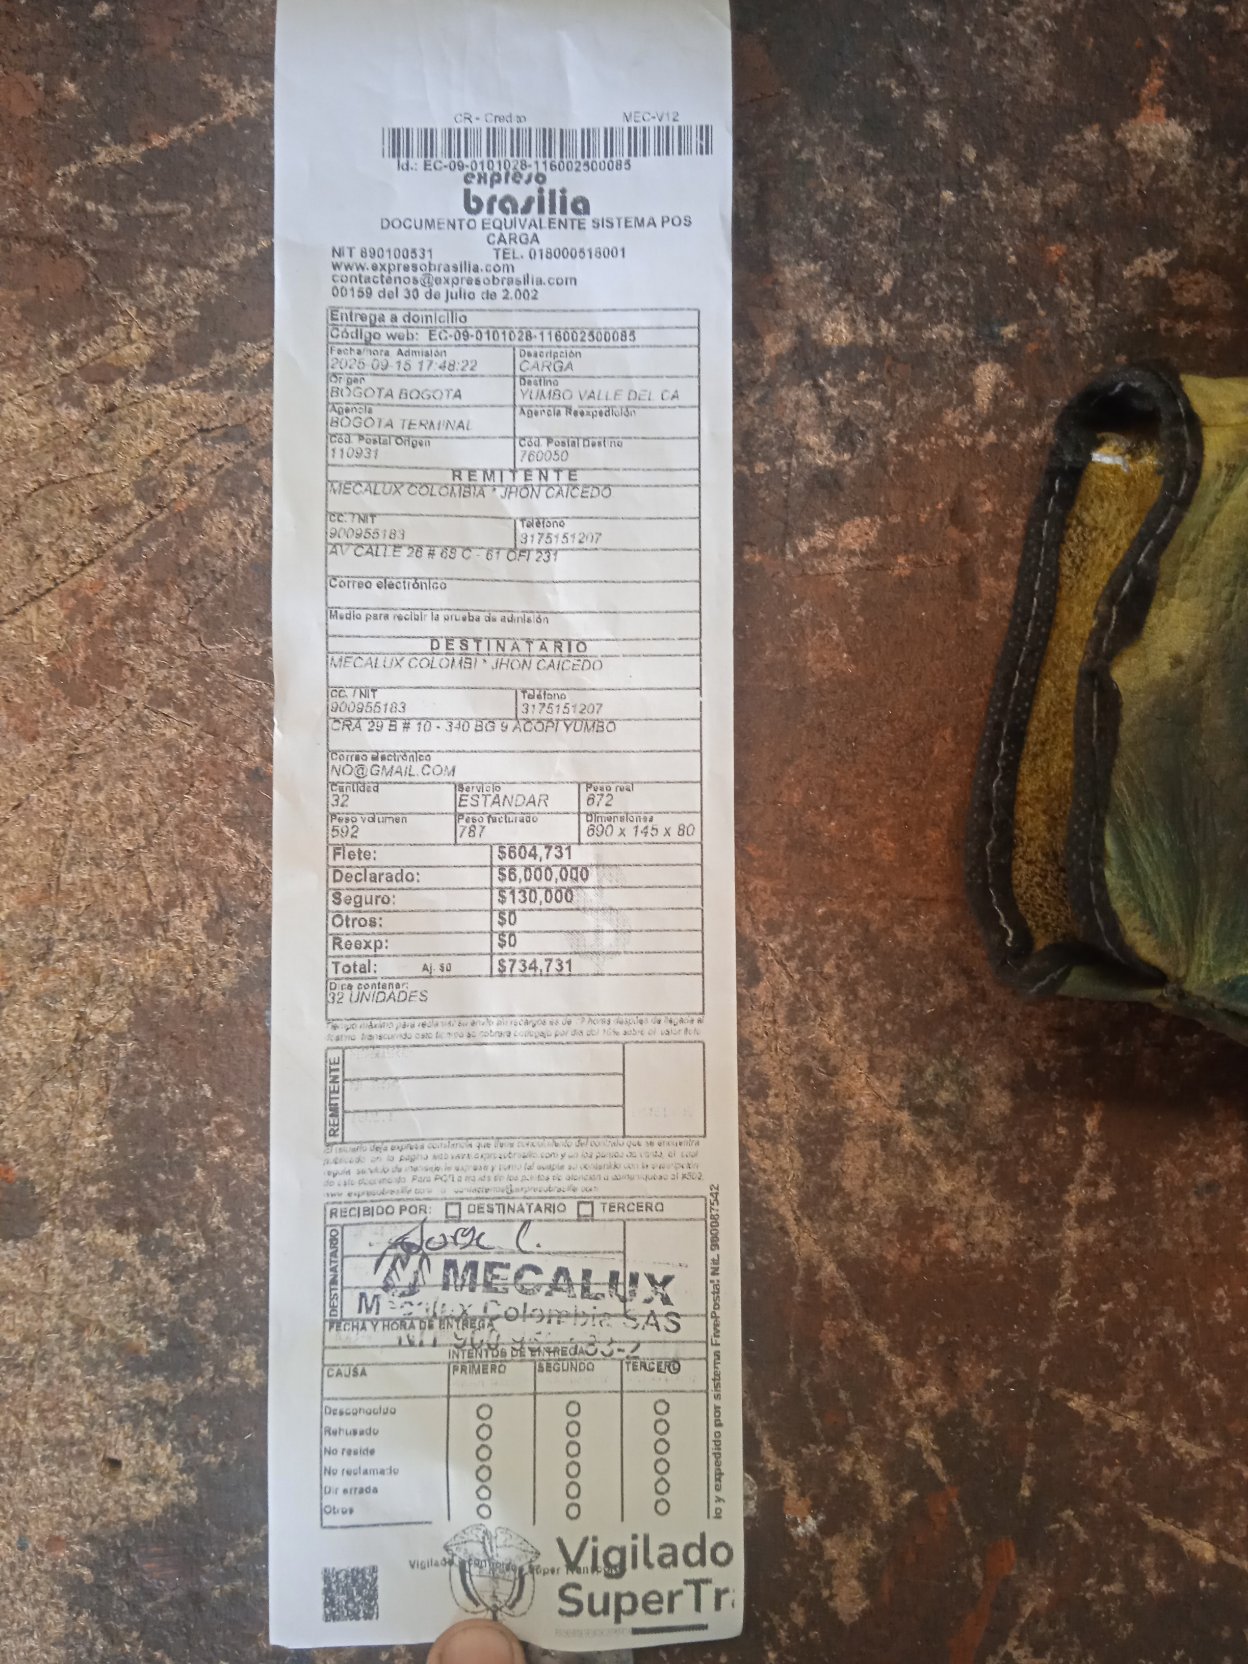 CR - Credito MEC-V12
Id.: EC-09-0101028-116002500085
expreso
brasilia
DOCUMENTO EQUIVALENTE SISTEMA POS
CARGA
NIT 890100531 TEL. 018000518001
www.expresobrasilia.com
contactenos@expresobrasilia.com
00159 del 30 de julio de 2.002
Entrega a domicilio
Código web: EC-09-0101028-116002500085
Fecha/hora Admisión Descripción
2025-09-15 17:48:22 CARGA
Origen Destino
BOGOTA BOGOTA YUMBO VALLE DEL CA
Agencia Agencia Reexpedición
BOGOTA TERMINAL
Cód. Postal Origen Cód. Postal Destino
110931 760050
REMITENTE
MECALUX COLOMBIA * JHON CAICEDO
CC. / NIT Teléfono
900955183 3175151207
AV CALLE 26 # 68 C - 61 OFI 231
Correo electrónico
Medio para recibir la prueba de admisión
DESTINATARIO
MECALUX COLOMBI * JHON CAICEDO
CC. / NIT Teléfono
900955183 3175151207
CRA 29 B # 10 - 340 BG 9 ACOPI YUMBO
Correo electrónico
NO@GMAIL.COM
Cantidad Servicio Peso real
32 ESTANDAR 672
Peso volumen Peso facturado Dimensiones
592 787 690 x 145 x 80
Flete: $604,731
Declarado: $6,000,000
Seguro: $130,000
Otros: $0
Reexp: $0
Total: Aj. $0 $734,731
Dice contener:
32 UNIDADES
REMITENTE
RECIBIDO POR: DESTINATARIO TERCERO
DESTINATARIO
Jorge C.
MECALUX
Mecalux Colombia SAS
FECHA Y HORA DE ENTREGA
INTENTOS DE ENTREGA
CAUSA PRIMERO SEGUNDO TERCERO
Desconocido
Rehusado
No reside
No reclamado
Dir errada
Otros
lo y expedido por sistema FivePostal Nit. 900087542
Vigilado
SuperTr